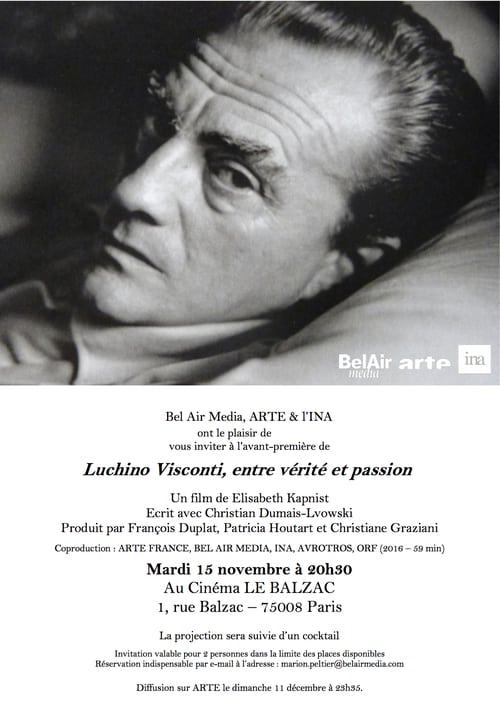 BelAir
media
arte
ina
Bel Air Media, ARTE & l'INA
ont le plaisir de
vous inviter à l'avant-première de
Luchino Visconti, entre vérité et passion
Un film de Elisabeth Kapnist
Ecrit avec Christian Dumais-Lvowski
Produit par François Duplat, Patricia Houtart et Christiane Graziani
Coproduction : ARTE FRANCE, BEL AIR MEDIA, INA, AVROTROS, ORF (2016 – 59 min)
Mardi 15 novembre à 20h30
Au Cinéma LE BALZAC
1, rue Balzac – 75008 Paris
La projection sera suivie d'un cocktail
Invitation valable pour 2 personnes dans la limite des places disponibles
Réservation indispensable par e-mail à l'adresse : marion.peltier@belairmedia.com
Diffusion sur ARTE le dimanche 11 décembre à 23h35.